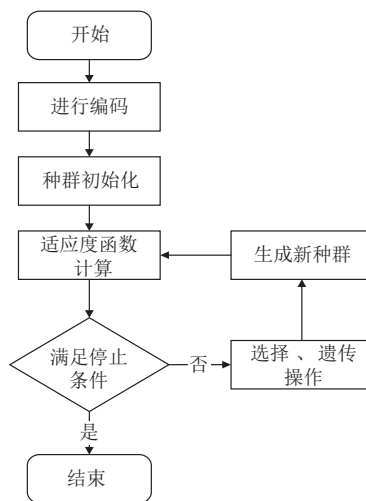 开始
进行编码
种群初始化
适应度函数
计算
生成新种群
满足停止
条件
否
选择、遗传
操作
是
结束